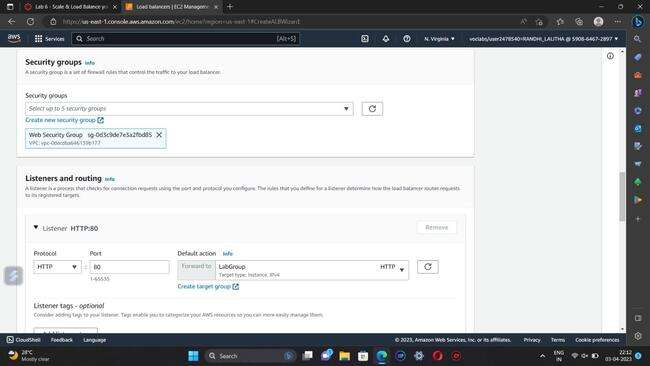 Lab 6 - Scale & Load Balance yo
Load balancers | EC2 Manageme
https://us-east-1.console.aws.amazon.com/ec2/home?region=us-east-1#CreateALBWizard:
aws
Services
Search
[Alt+S]
N. Virginia
voclabs/user2478540=RANDHI_LALITHA @ 5906-6467-2897
Security groups Info
A security group is a set of firewall rules that control the traffic to your load balancer.
Security groups
Select up to 5 security groups
Create new security group
Web Security Group
VPC:
Listeners and routing Info
A listener is a process that checks for connection requests using the port and protocol you configure. The rules that you define for a listener determine how the load balancer routes requests
to its registered targets.
Listener HTTP:80
Remove
Protocol Port Default action Info
HTTP : 80 Forward to LabGroup HTTP
Target type: Instance, IPv4
1-65535
Create target group
Listener tags - optional
Consider adding tags to your listener. Tags enable you to categorize your AWS resources so you can more easily manage them.
CloudShell Feedback Language
© 2023, Amazon Web Services, Inc. or its affiliates. Privacy Terms Cookie preferences
28°C
Mostly clear
Search
ENG
IN
22:12
03-04-2023